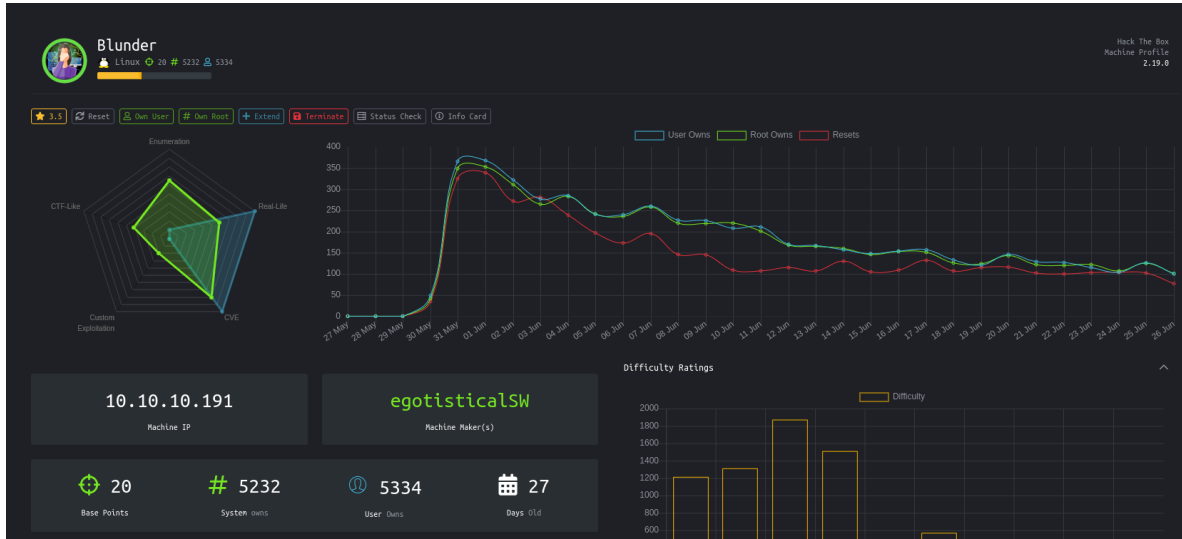 Blunder
Linux 20 # 5232 5334
Hack The Box
Machine Profile
2.19.0
3.5 Reset Own User # Own Root + Extend Terminate Status Check Info Card
Enumeration
Real-Life
CVE
Custom
Exploitation
CTF-Like
User Owns Root Owns Resets
400
350
300
250
200
150
100
50
0
27 May 28 May 29 May 30 May 31 May 01 Jun 02 Jun 03 Jun 04 Jun 05 Jun 06 Jun 07 Jun 08 Jun 09 Jun 10 Jun 11 Jun 12 Jun 13 Jun 14 Jun 15 Jun 16 Jun 17 Jun 18 Jun 19 Jun 20 Jun 21 Jun 22 Jun 23 Jun 24 Jun 25 Jun 26 Jun
10.10.10.191
Machine IP
egotisticalSW
Machine Maker(s)
20
Base Points
# 5232
System owns
5334
User Owns
27
Days Old
Difficulty Ratings
Difficulty
2000
1800
1600
1400
1200
1000
800
600